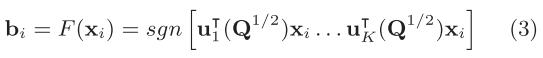 b_i = F(x_i) = sgn [ u_1^⊺(Q^{1/2})x_i … u_K^⊺(Q^{1/2})x_i ] (3)